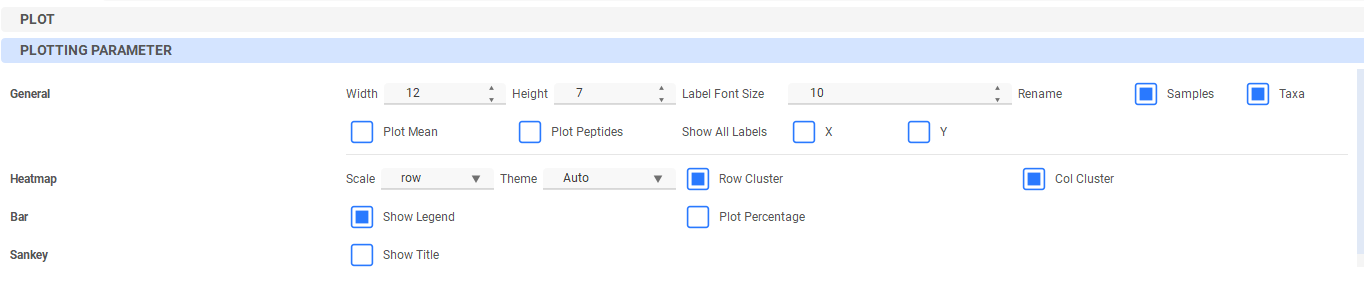 PLOT
PLOTTING PARAMETER
General Width 12 Height 7 Label Font Size 10 Rename Samples Taxa
Plot Mean Plot Peptides Show All Labels X Y
Heatmap Scale row Theme Auto Row Cluster Col Cluster
Bar Show Legend Plot Percentage
Sankey Show Title